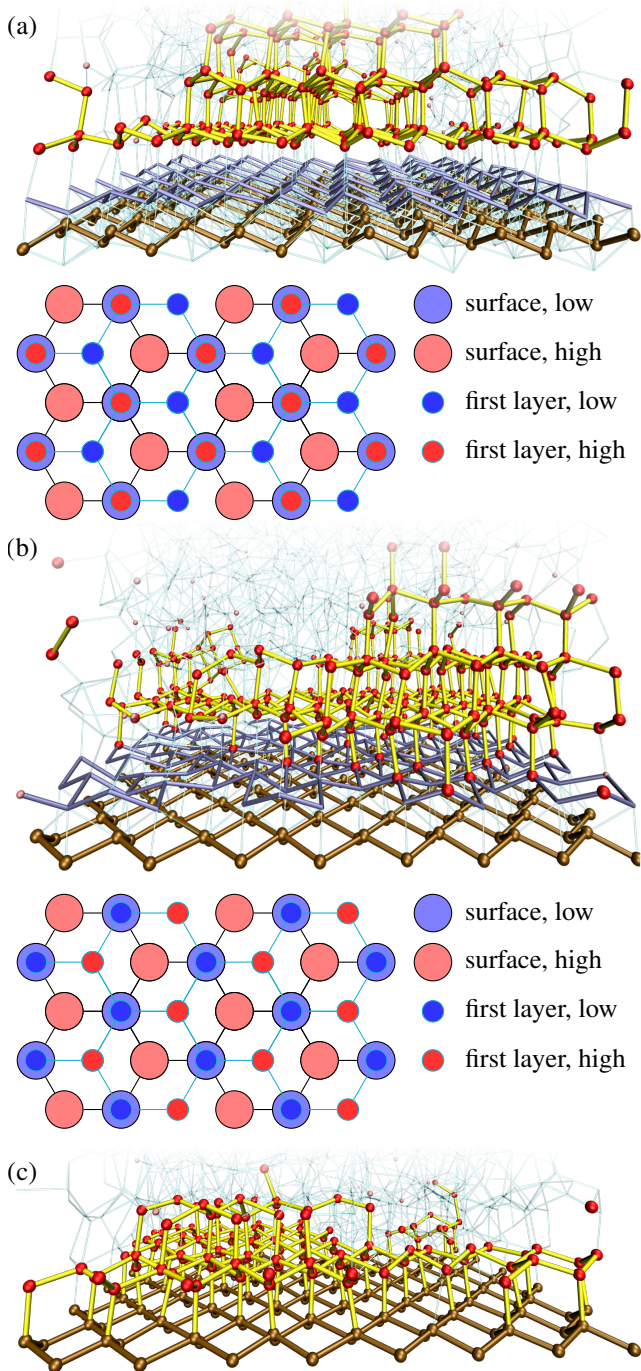 (a)
surface, low
surface, high
first layer, low
first layer, high
(b)
surface, low
surface, high
first layer, low
first layer, high
(c)